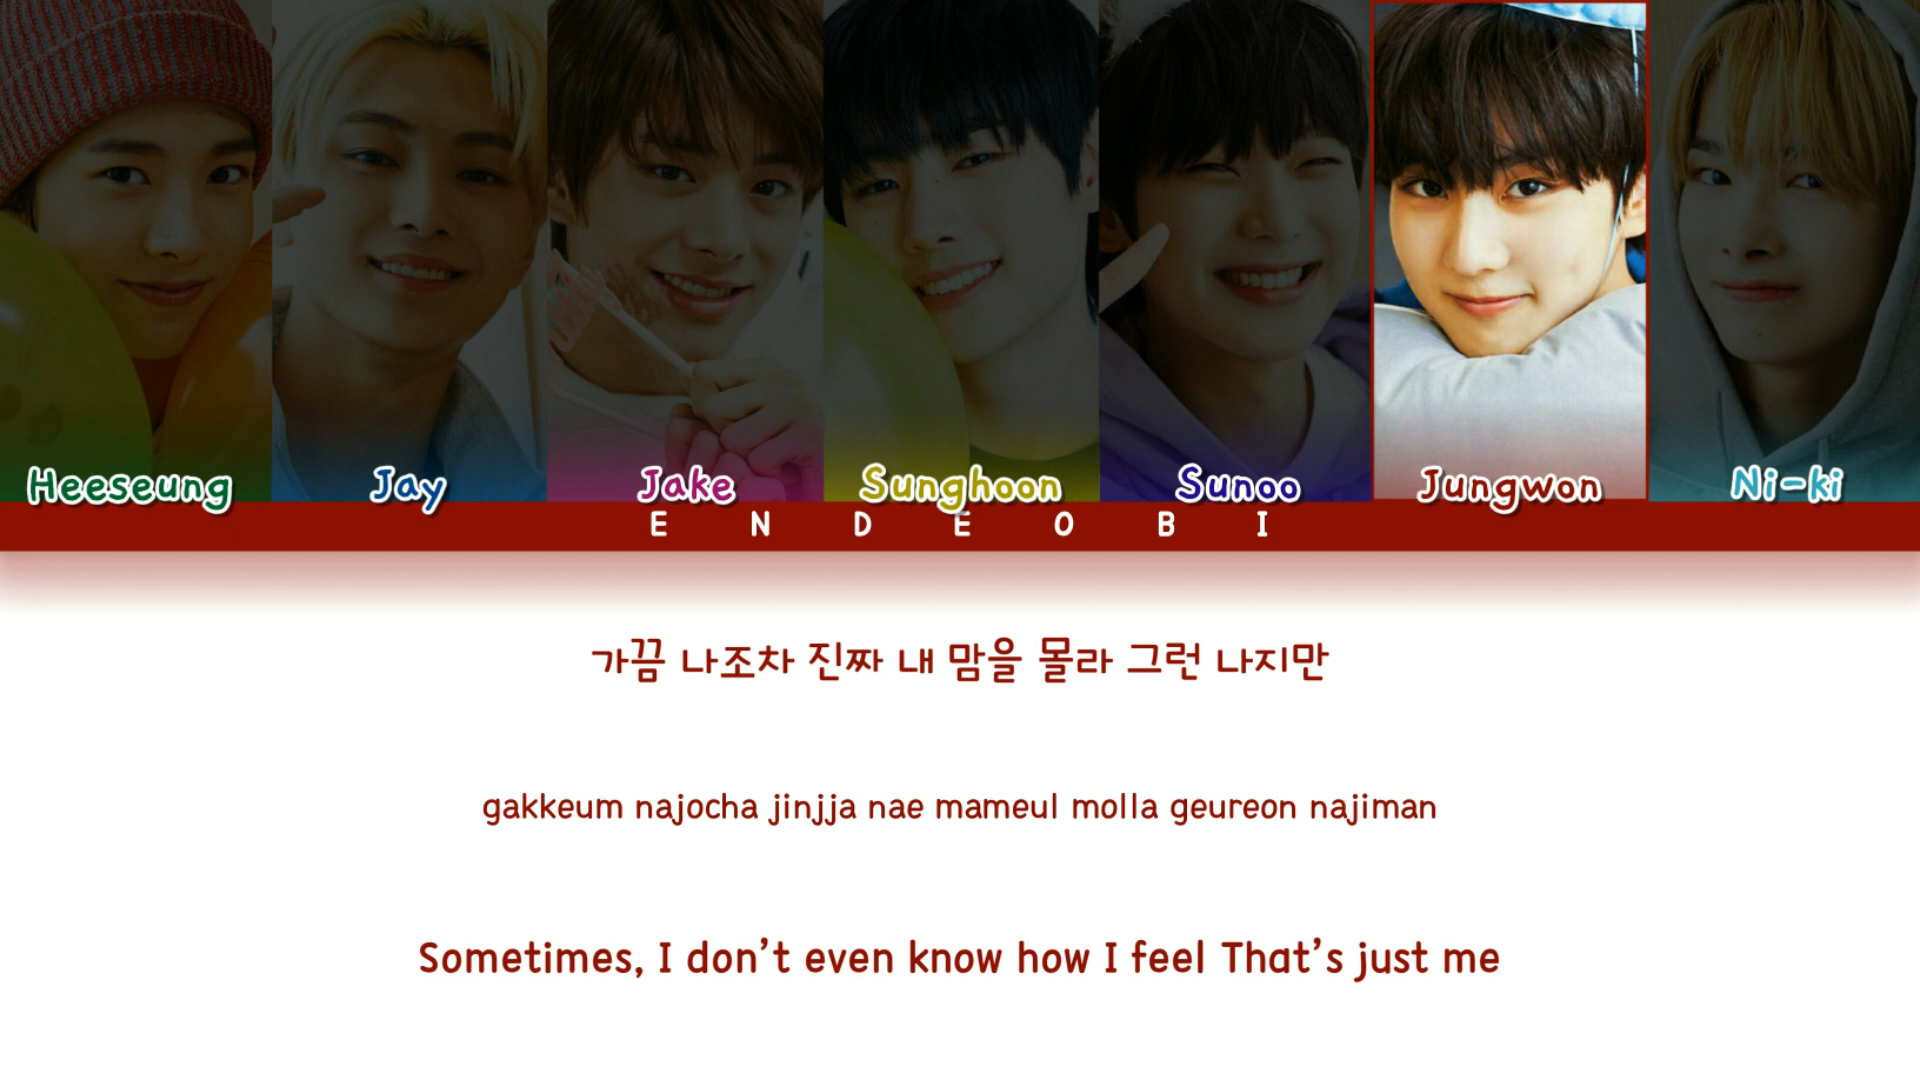 Heeseung Jay Jake Sunghoon Sunoo Jungwon Ni-ki
ENDEOBI
가끔 나조차 진짜 내 맘을 몰라 그런 나지만
gakkeum najocha jinjja nae mameul molla geureon najiman
Sometimes, I don't even know how I feel That's just me